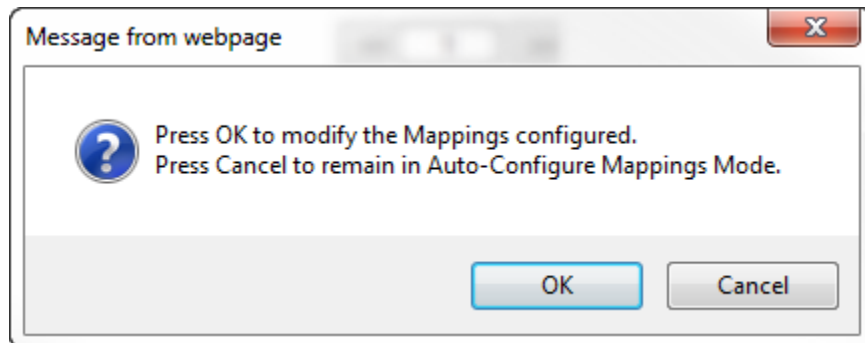 Message from webpage
Press OK to modify the Mappings configured.
Press Cancel to remain in Auto-Configure Mappings Mode.
OK
Cancel